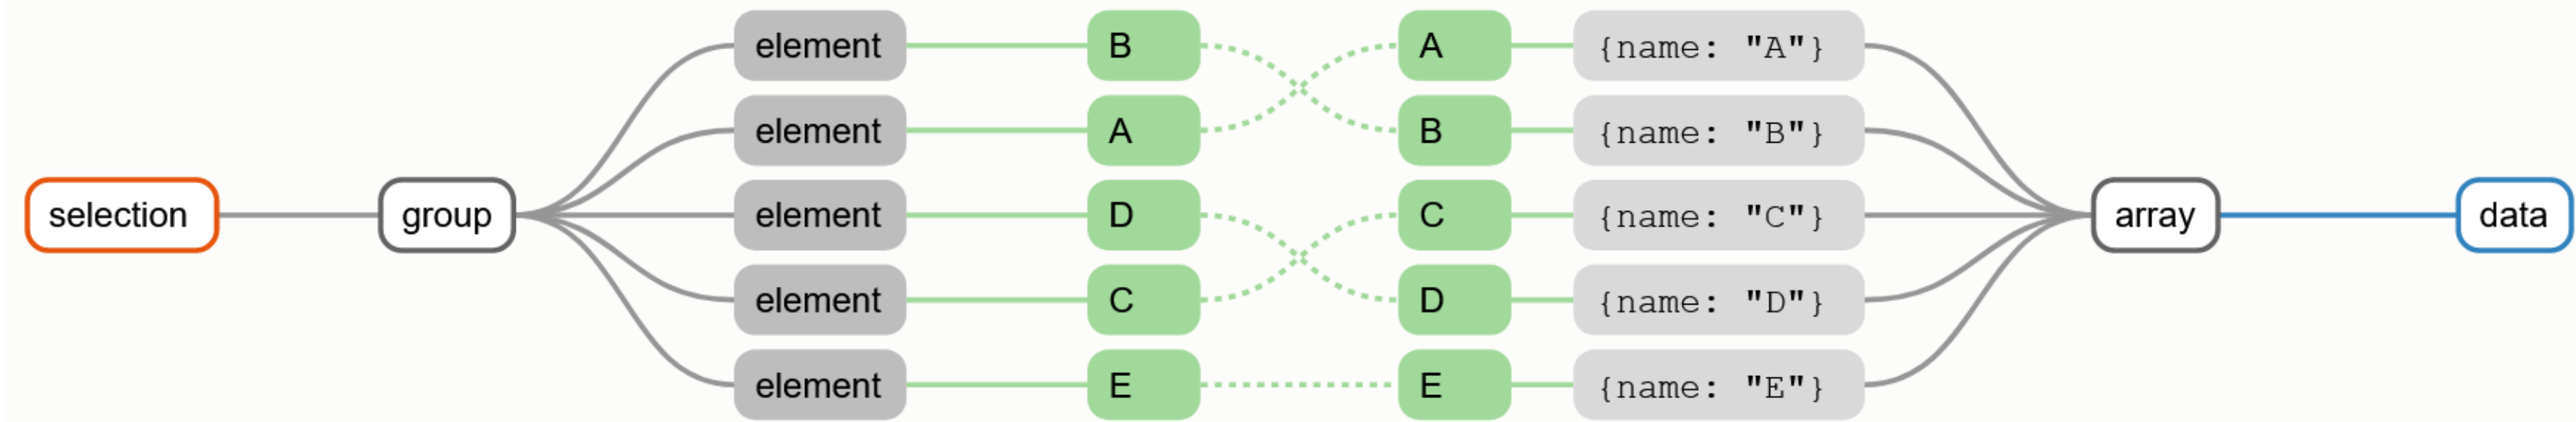 element B A {name: "A"}
element A B {name: "B"}
selection group element D C {name: "C"} array data
element C D {name: "D"}
element E E {name: "E"}